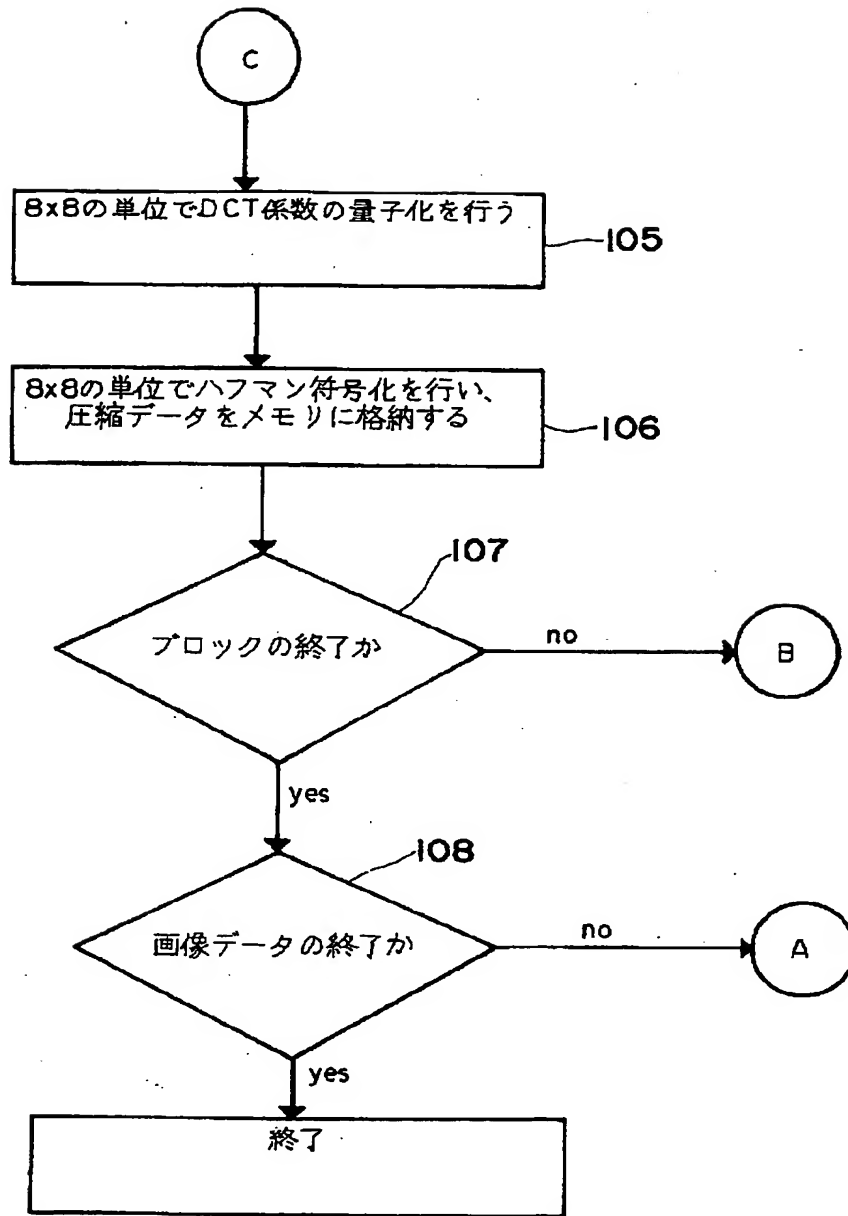 C
8x8の単位でDCT係数の量子化を行う
105
8x8の単位でハフマン符号化を行い、
圧縮データをメモリに格納する
106
107
ブロックの終了か
no
B
yes
108
画像データの終了か
no
A
yes
終了